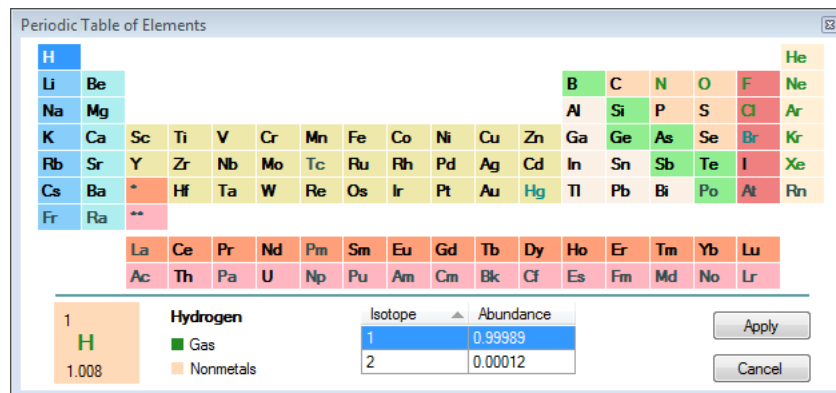 Periodic Table of Elements
H He
Li Be B C N O F Ne
Na Mg Al Si P S Cl Ar
K Ca Sc Ti V Cr Mn Fe Co Ni Cu Zn Ga Ge As Se Br Kr
Rb Sr Y Zr Nb Mo Tc Ru Rh Pd Ag Cd In Sn Sb Te I Xe
Cs Ba * Hf Ta W Re Os Ir Pt Au Hg Tl Pb Bi Po At Rn
Fr Ra **
La Ce Pr Nd Pm Sm Eu Gd Tb Dy Ho Er Tm Yb Lu
Ac Th Pa U Np Pu Am Cm Bk Cf Es Fm Md No Lr
1
H
1.008
Hydrogen
Gas
Nonmetals
Isotope Abundance
1 0.99989
2 0.00012
Apply
Cancel